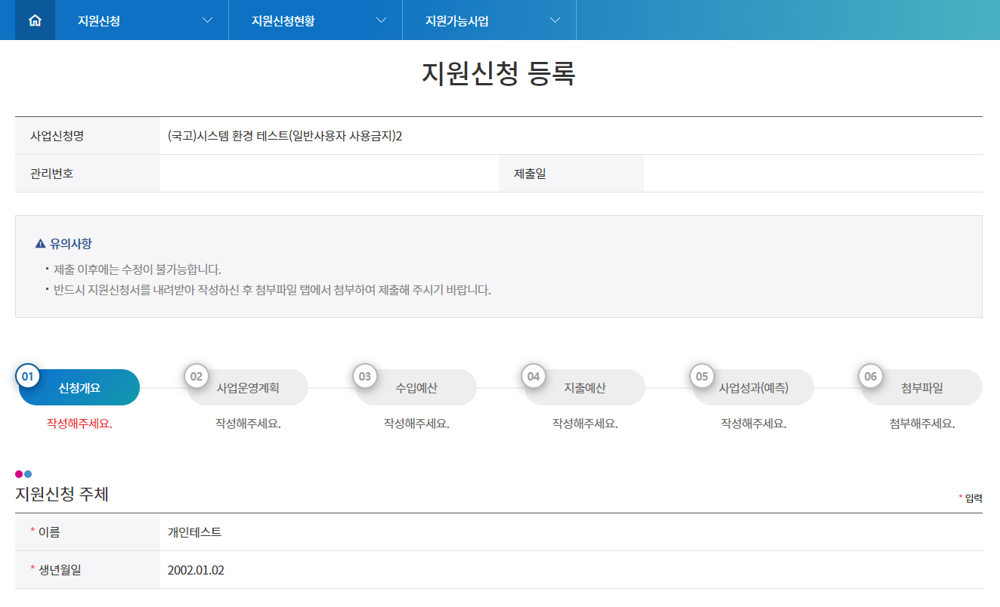 지원신청 지원신청현황 지원가능사업
지원신청 등록
사업신청명 (국고)시스템 환경 테스트(일반사용자 사용금지)2
관리번호 제출일
유의사항
· 제출 이후에는 수정이 불가능합니다.
· 반드시 지원신청서를 내려받아 작성하신 후 첨부파일 탭에서 첨부하여 제출해 주시기 바랍니다.
01 신청개요 02 사업운영계획 03 수입예산 04 지출예산 05 사업성과(예측) 06 첨부파일
작성해주세요. 작성해주세요. 작성해주세요. 작성해주세요. 작성해주세요. 첨부해주세요.
지원신청 주체 * 입력
* 이름 개인테스트
* 생년월일 2002.01.02